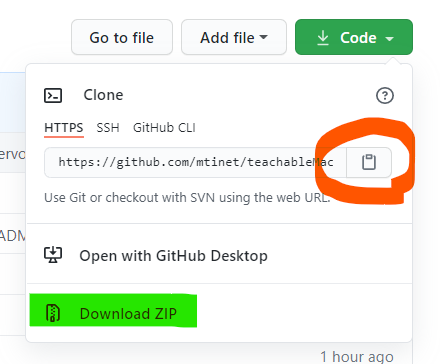 Go to file Add file Code
Clone
HTTPS SSH GitHub CLI
ervo
https://github.com/mtinet/teachableMac
Use Git or checkout with SVN using the web URL.
ADM
Open with GitHub Desktop
Download ZIP
1 hour ago